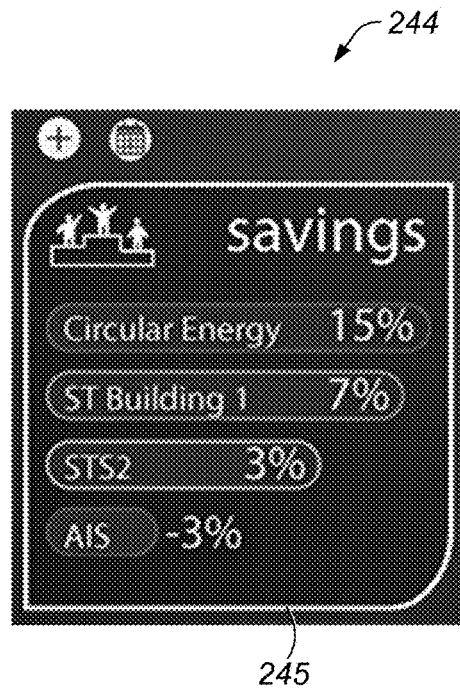 244
savings
Circular Energy 15%
ST Building 1 7%
STS2 3%
AIS -3%
245